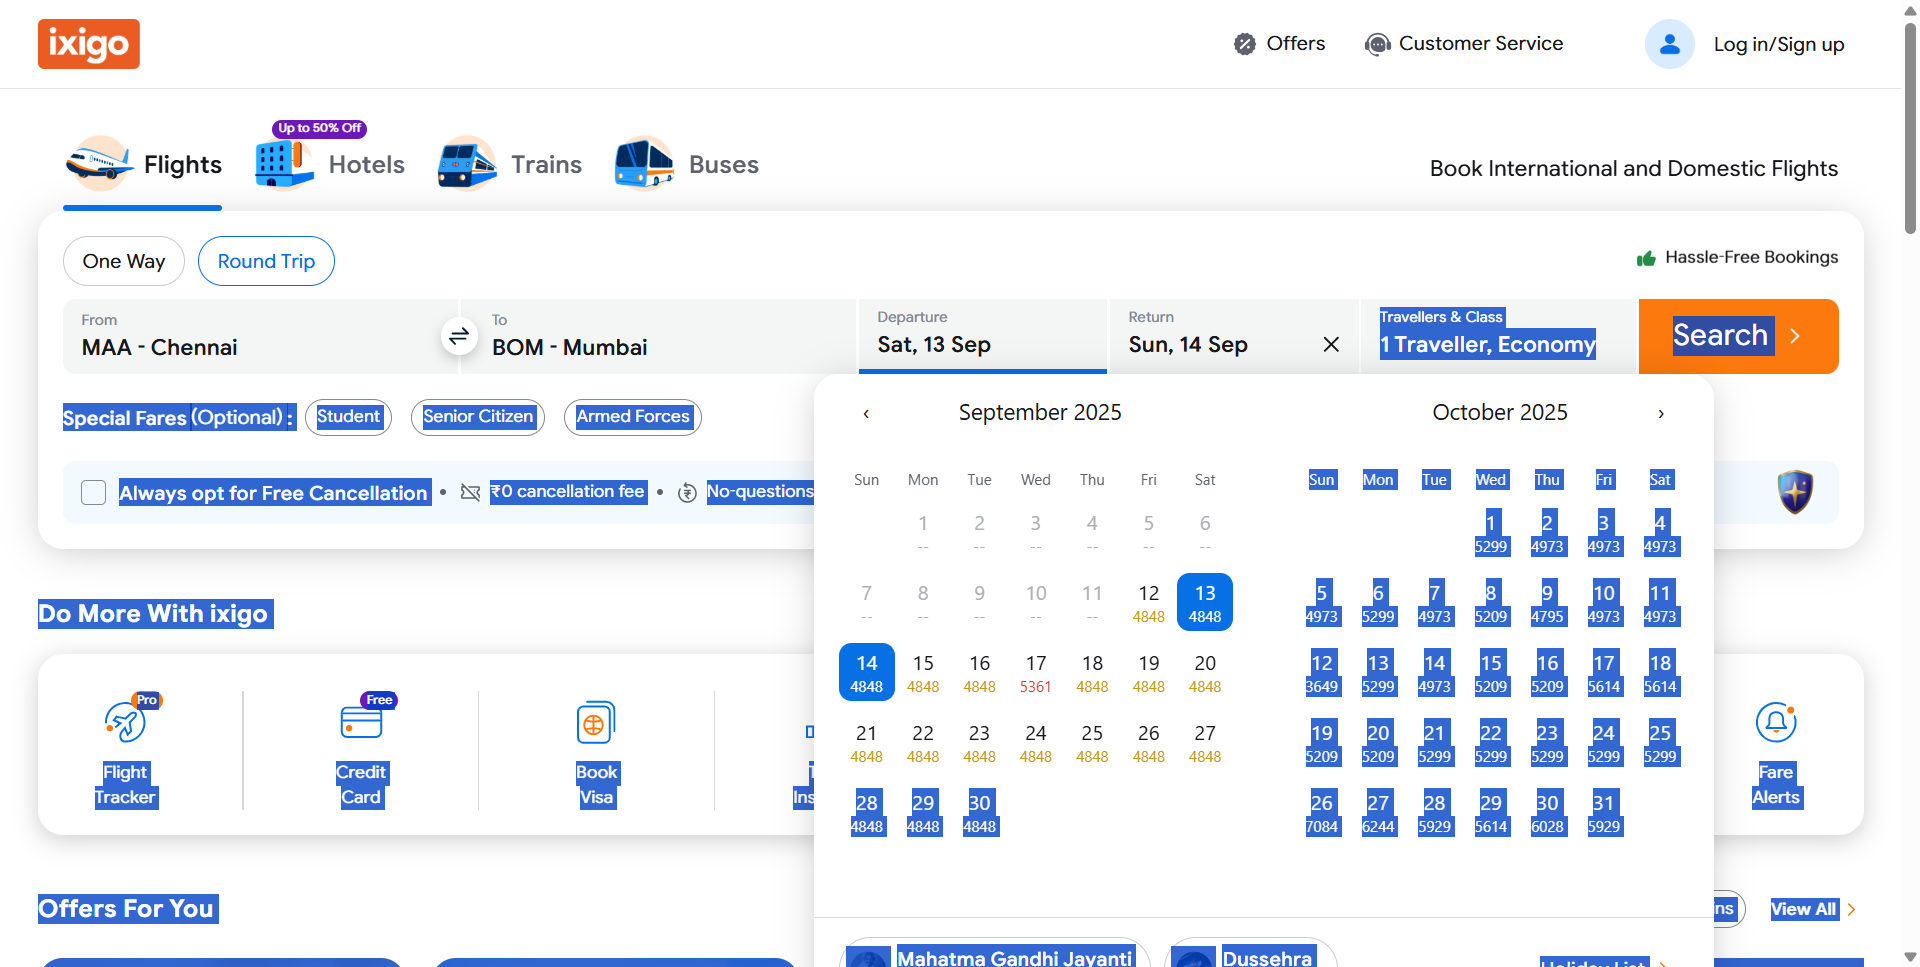 ixigo
Offers
Customer Service
Log in/Sign up
Up to 50% Off
Flights
Hotels
Trains
Buses
Book International and Domestic Flights
One Way
Round Trip
Hassle-Free Bookings
From
MAA - Chennai
To
BOM - Mumbai
Departure
Sat, 13 Sep
Return
Sun, 14 Sep
Travellers & Class
1 Traveller, Economy
Search
Special Fares (Optional) :
Student
Senior Citizen
Armed Forces
Always opt for Free Cancellation • ₹0 cancellation fee • No-questions
September 2025
Sun Mon Tue Wed Thu Fri Sat
1 2 3 4 5 6
-- -- -- -- -- --
7 8 9 10 11 12 13
-- -- -- -- -- 4848 4848
14 15 16 17 18 19 20
4848 4848 4848 5361 4848 4848 4848
21 22 23 24 25 26 27
4848 4848 4848 4848 4848 4848 4848
28 29 30
4848 4848 4848
October 2025
Sun Mon Tue Wed Thu Fri Sat
1 2 3 4
5299 4973 4973 4973
5 6 7 8 9 10 11
4973 5299 4973 5209 4795 4973 4973
12 13 14 15 16 17 18
3649 5299 4973 5209 5209 5614 5614
19 20 21 22 23 24 25
5209 5209 5299 5299 5299 5299 5299
26 27 28 29 30 31
7084 6244 5929 5614 6028 5929
Mahatma Gandhi Jayanti
Dussehra
Holiday List
Do More With ixigo
Pro
Flight
Tracker
Free
Credit
Card
Book
Visa
Ins
Fare
Alerts
Offers For You
ns
View All